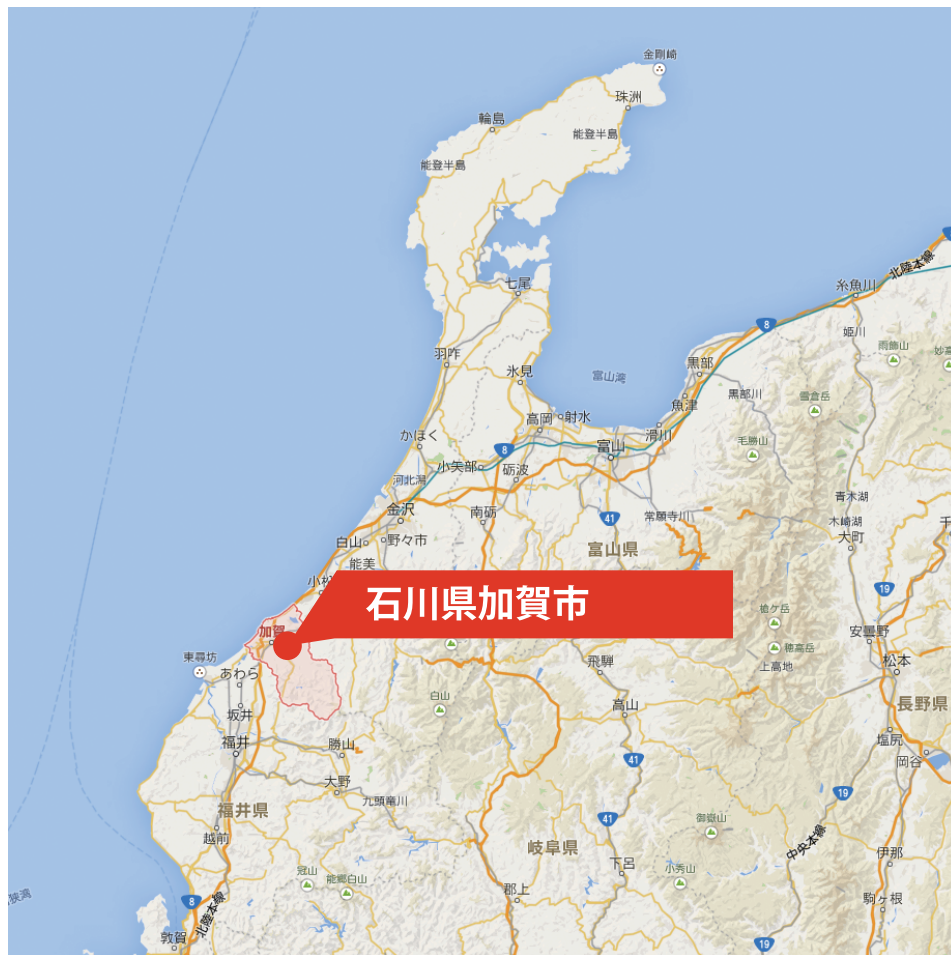 金剛崎
珠洲
輪島
能登半島
能登半島
七尾
北陸本線
8
糸魚川
姫川
雨飾山
羽咋
氷見
富山湾
黒部
黒部川
雪倉岳
魚津
高岡
射水
滑川
かほく
8
富山
毛勝山
小矢部
砺波
河北潟
青木湖
金沢
南砺
41
常願寺川
木崎湖
大町
白山
野々市
富山県
能美
19
石川県加賀市
槍ケ岳
加賀
安曇野
穂高岳
東尋坊
上高地
飛騨
松本
あわら
白山
高山
長野県
坂井
塩尻
福井
勝山
41
岡谷
大野
19
九頭竜川
福井県
41
御嶽山
越前
岐阜県
中央本線
下呂
伊那
冠山
小秀山
能郷白山
郡上
8
駒ヶ根
北陸本線
敦賀
19